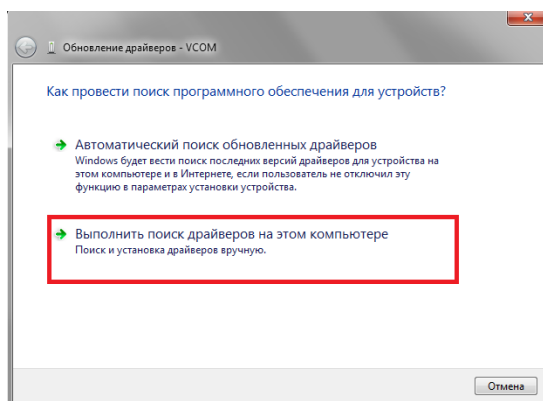 Обновление драйверов - VCOM
Как провести поиск программного обеспечения для устройств?
Автоматический поиск обновленных драйверов
Windows будет вести поиск последних версий драйверов для устройства на
этом компьютере и в Интернете, если пользователь не отключил эту
функцию в параметрах установки устройства.
Выполнить поиск драйверов на этом компьютере
Поиск и установка драйверов вручную.
Отмена